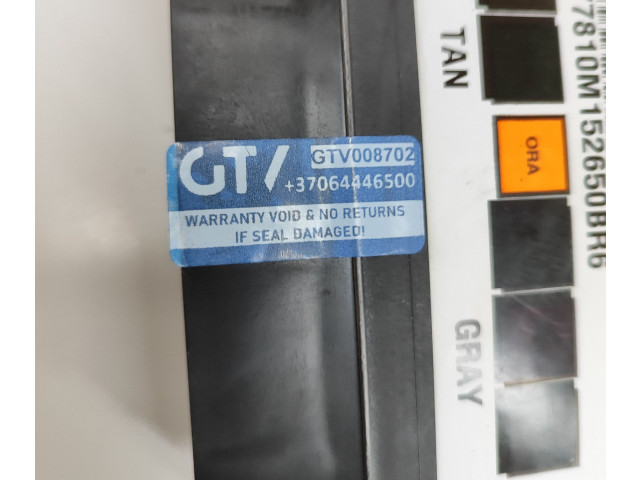 GTV
GTV008702
+37064446500
WARRANTY VOID & NO RETURNS
IF SEAL DAMAGED!
TAN
ORA
GRAY
7810M152650BR6